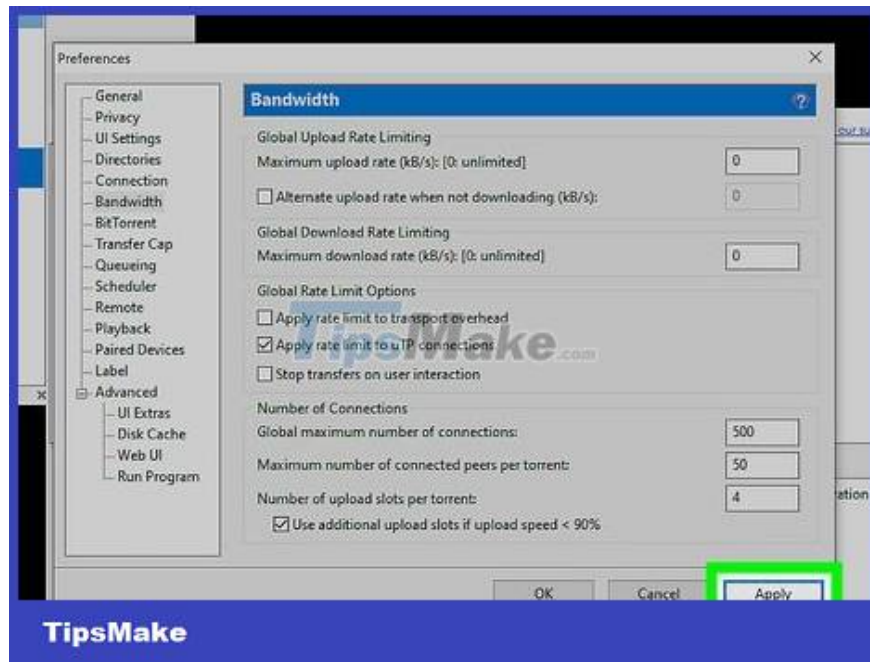 Preferences
General
Privacy
UI Settings
Directories
Connection
Bandwidth
BitTorrent
Transfer Cap
Queueing
Scheduler
Remote
Playback
Paired Devices
Label
Advanced
UI Extras
Disk Cache
Web UI
Run Program
Bandwidth
Global Upload Rate Limiting
Maximum upload rate (kB/s): [0: unlimited] 0
Alternate upload rate when not downloading (kB/s): 0
Global Download Rate Limiting
Maximum download rate (kB/s): [0: unlimited] 0
Global Rate Limit Options
Apply rate limit to transport overhead
Apply rate limit to uTP connections
Stop transfers on user interaction
TipsMake.com
Number of Connections
Global maximum number of connections: 500
Maximum number of connected peers per torrent: 50
Number of upload slots per torrent: 4
Use additional upload slots if upload speed < 90%
OK Cancel Apply
our su
ation
TipsMake